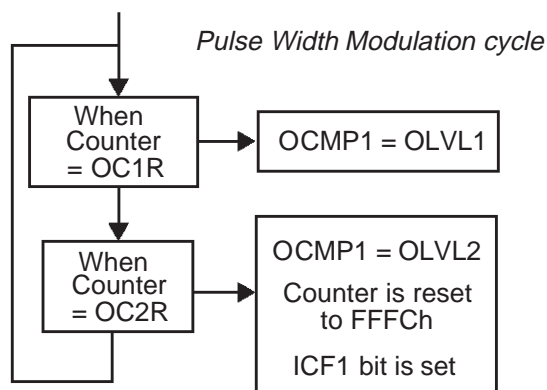 Pulse Width Modulation cycle
When
Counter
= OC1R
OCMP1 = OLVL1
When
Counter
= OC2R
OCMP1 = OLVL2
Counter is reset
to FFFCh
ICF1 bit is set